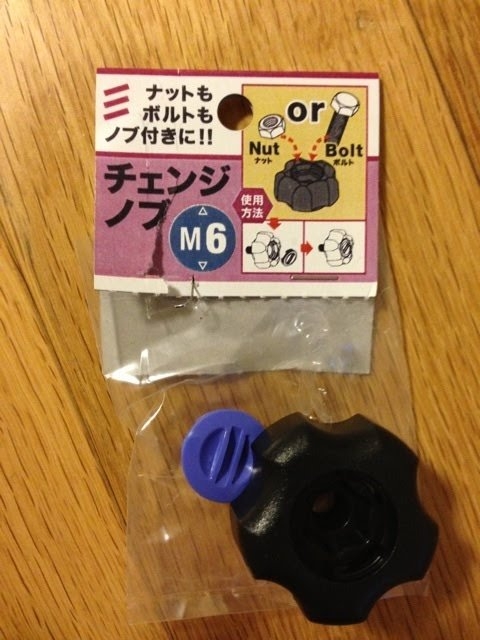 ナットも
ボルトも
ノブ付きに!!
チェンジ
ノブ
M6
or
Nut
ナット
Bolt
ボルト
使用
方法